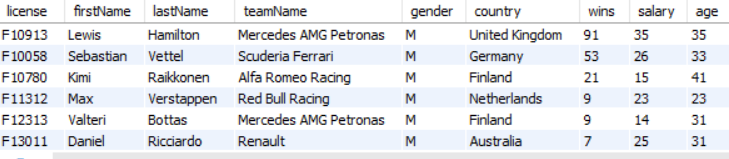 license firstName lastName teamName gender country wins salary age
F10913 Lewis Hamilton Mercedes AMG Petronas M United Kingdom 91 35 35
F10058 Sebastian Vettel Scuderia Ferrari M Germany 53 26 33
F10780 Kimi Raikkonen Alfa Romeo Racing M Finland 21 15 41
F11312 Max Verstappen Red Bull Racing M Netherlands 9 23 23
F12313 Valteri Bottas Mercedes AMG Petronas M Finland 9 14 31
F13011 Daniel Ricciardo Renault M Australia 7 25 31